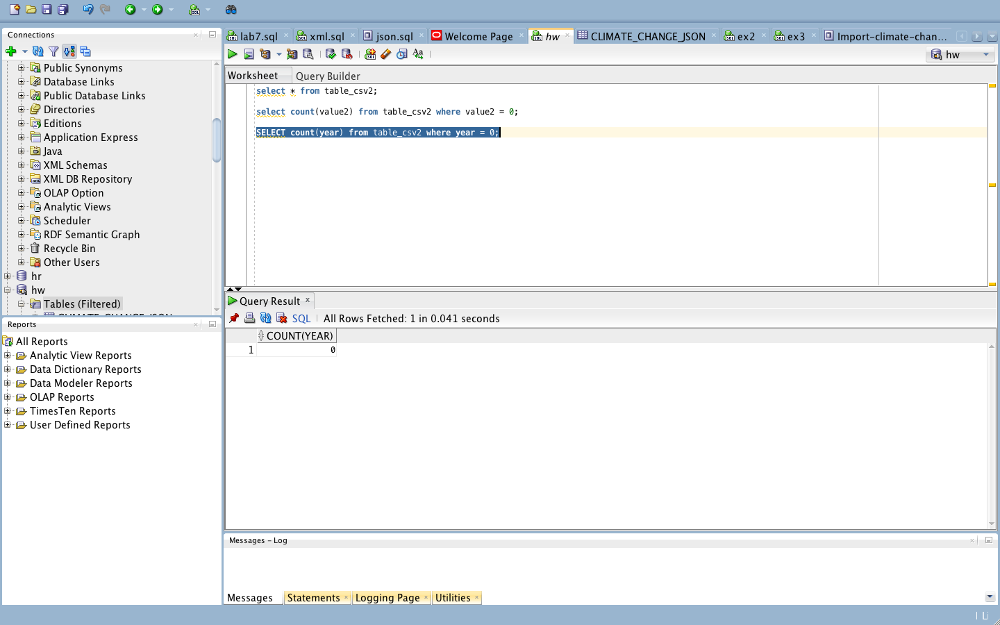 Connections
Public Synonyms
Database Links
Public Database Links
Directories
Editions
Application Express
Java
XML Schemas
XML DB Repository
OLAP Option
Analytic Views
Scheduler
RDF Semantic Graph
Recycle Bin
Other Users
hr
hw
Tables (Filtered)
CLIMATE_CHANGE_JSON
Reports
All Reports
Analytic View Reports
Data Dictionary Reports
Data Modeler Reports
OLAP Reports
TimesTen Reports
User Defined Reports
lab7.sql xml.sql json.sql Welcome Page hw CLIMATE_CHANGE_JSON ex2 ex3 Import-climate-chan...
Aa hw
Worksheet Query Builder
select * from table_csv2;
select count(value2) from table_csv2 where value2 = 0;
SELECT count(year) from table_csv2 where year = 0;
Query Result
SQL All Rows Fetched: 1 in 0.041 seconds
COUNT(YEAR)
1 0
Messages - Log
Messages Statements Logging Page Utilities